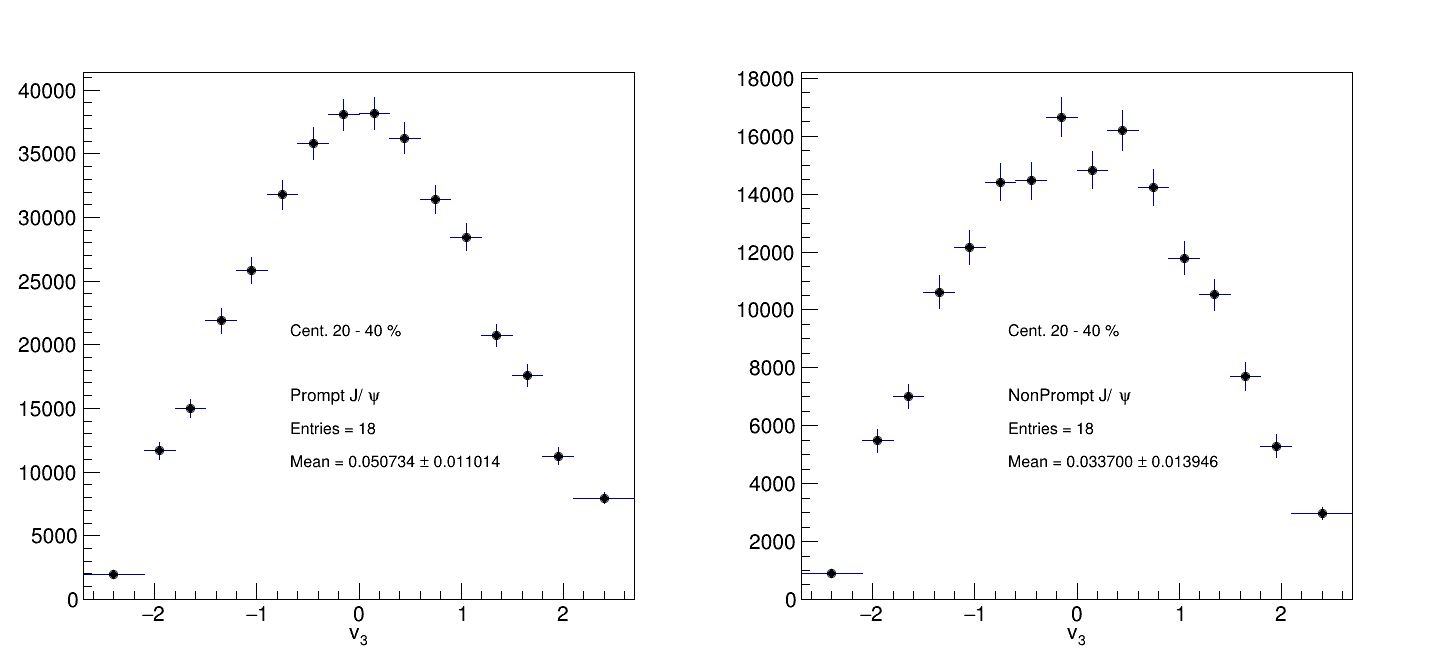 40000
35000
30000
25000
20000
15000
10000
5000
0
−2 −1 0 1 2
v3
Cent. 20 - 40 %
Prompt J/ ψ
Entries = 18
Mean = 0.050734 ± 0.011014
18000
16000
14000
12000
10000
8000
6000
4000
2000
0
−2 −1 0 1 2
v3
Cent. 20 - 40 %
NonPrompt J/ ψ
Entries = 18
Mean = 0.033700 ± 0.013946